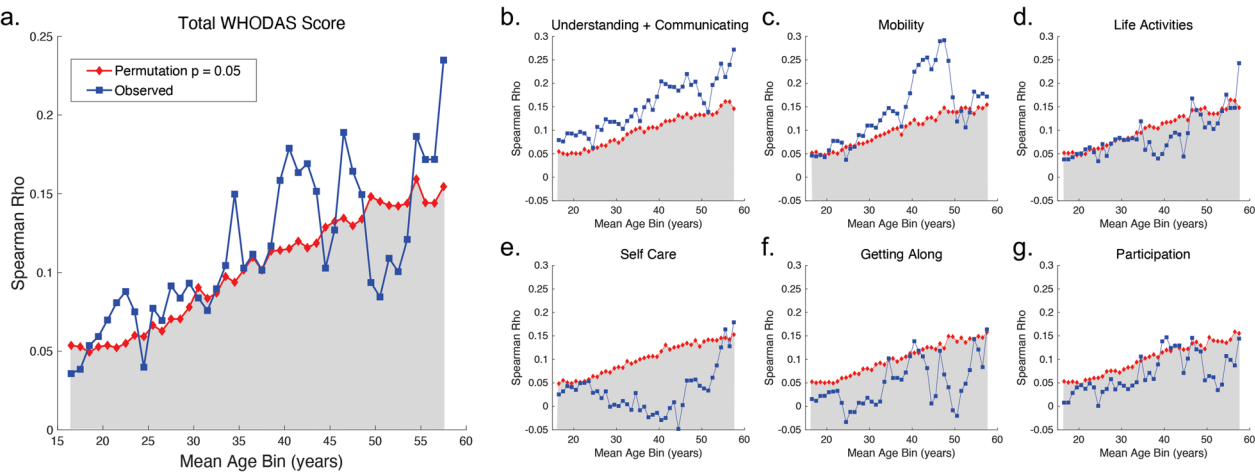 a.
Total WHODAS Score
0.25
0.2
0.15
0.1
0.05
0
Spearman Rho
Permutation p = 0.05
Observed
15 20 25 30 35 40 45 50 55 60
Mean Age Bin (years)
b.
Understanding + Communicating
0.3
0.25
0.2
0.15
0.1
0.05
0
-0.05
Spearman Rho
20 30 40 50 60
Mean Age Bin (years)
c.
Mobility
0.3
0.25
0.2
0.15
0.1
0.05
0
-0.05
Spearman Rho
20 30 40 50 60
Mean Age Bin (years)
d.
Life Activities
0.3
0.25
0.2
0.15
0.1
0.05
0
-0.05
Spearman Rho
20 30 40 50 60
Mean Age Bin (years)
e.
Self Care
0.3
0.25
0.2
0.15
0.1
0.05
0
-0.05
Spearman Rho
20 30 40 50 60
Mean Age Bin (years)
f.
Getting Along
0.3
0.25
0.2
0.15
0.1
0.05
0
-0.05
Spearman Rho
20 30 40 50 60
Mean Age Bin (years)
g.
Participation
0.3
0.25
0.2
0.15
0.1
0.05
0
-0.05
Spearman Rho
20 30 40 50 60
Mean Age Bin (years)